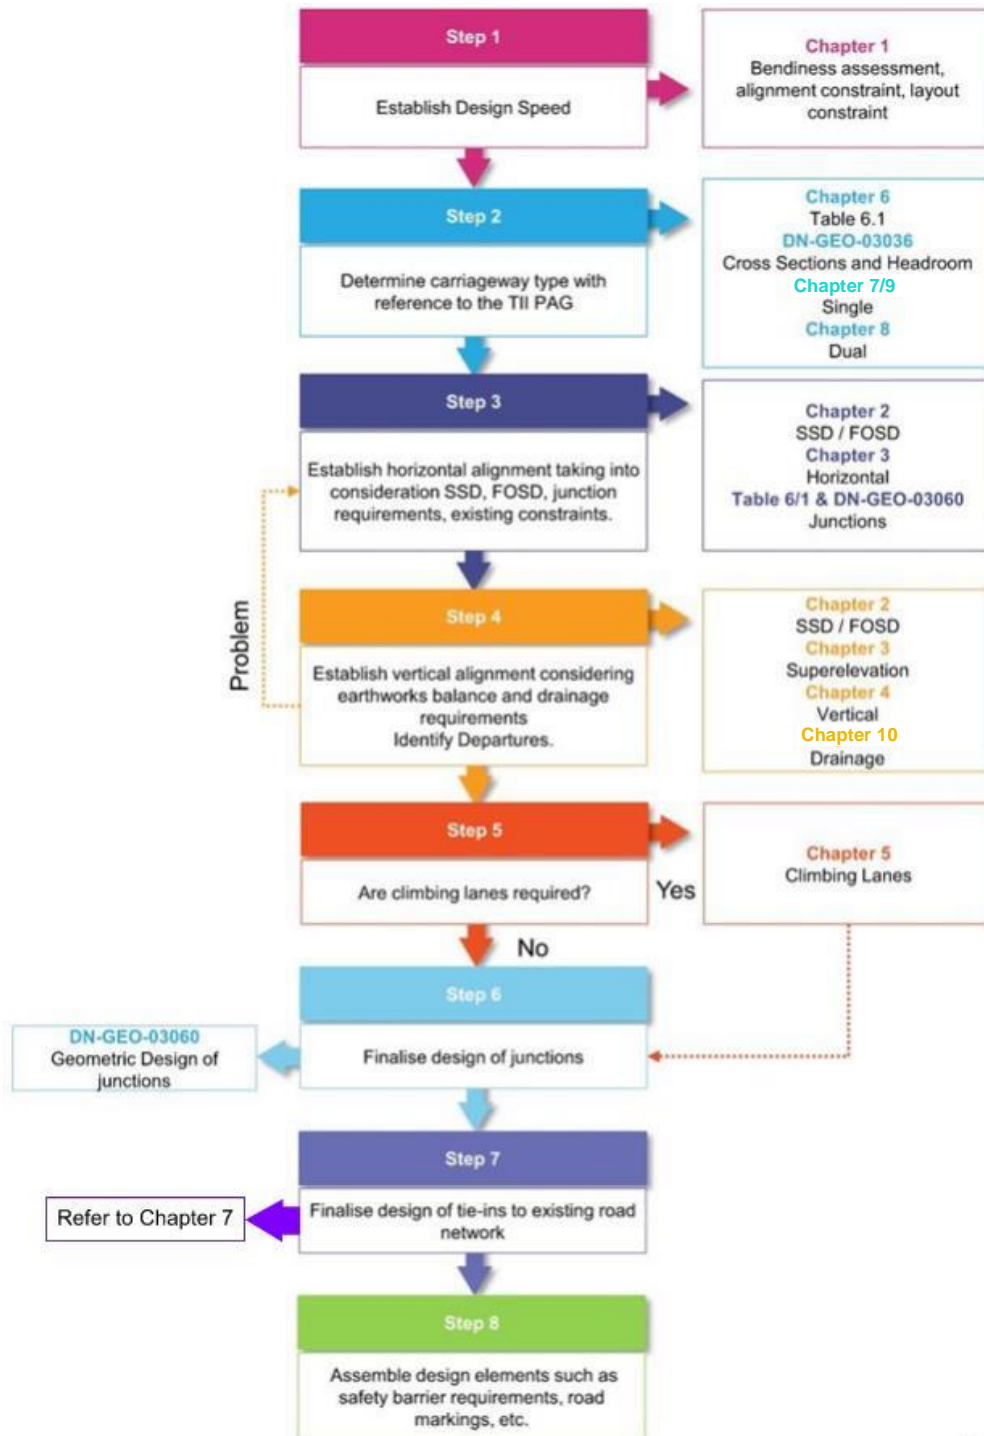 Step 1
Establish Design Speed
Chapter 1
Bendiness assessment,
alignment constraint, layout
constraint
Step 2
Determine carriageway type with
reference to the TII PAG
Chapter 6
Table 6.1
DN-GEO-03036
Cross Sections and Headroom
Chapter 7/9
Single
Chapter 8
Dual
Step 3
Establish horizontal alignment taking into
consideration SSD, FOSD, junction
requirements, existing constraints.
Chapter 2
SSD / FOSD
Chapter 3
Horizontal
Table 6/1 & DN-GEO-03060
Junctions
Problem
Step 4
Establish vertical alignment considering
earthworks balance and drainage
requirements
Identify Departures.
Chapter 2
SSD / FOSD
Chapter 3
Superelevation
Chapter 4
Vertical
Chapter 10
Drainage
Step 5
Are climbing lanes required?
Yes
Chapter 5
Climbing Lanes
No
Step 6
Finalise design of junctions
DN-GEO-03060
Geometric Design of
junctions
Step 7
Finalise design of tie-ins to existing road
network
Refer to Chapter 7
Step 8
Assemble design elements such as
safety barrier requirements, road
markings, etc.